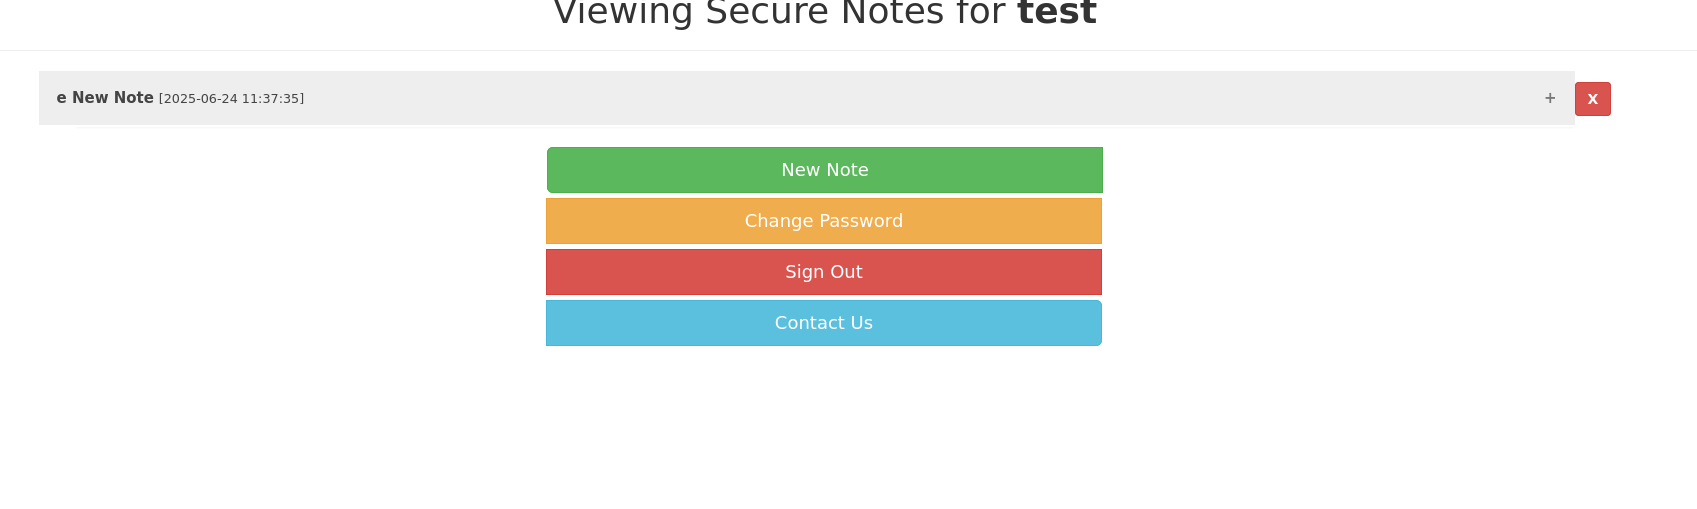 Viewing Secure Notes for test
e New Note [2025-06-24 11:37:35] + X
New Note
Change Password
Sign Out
Contact Us